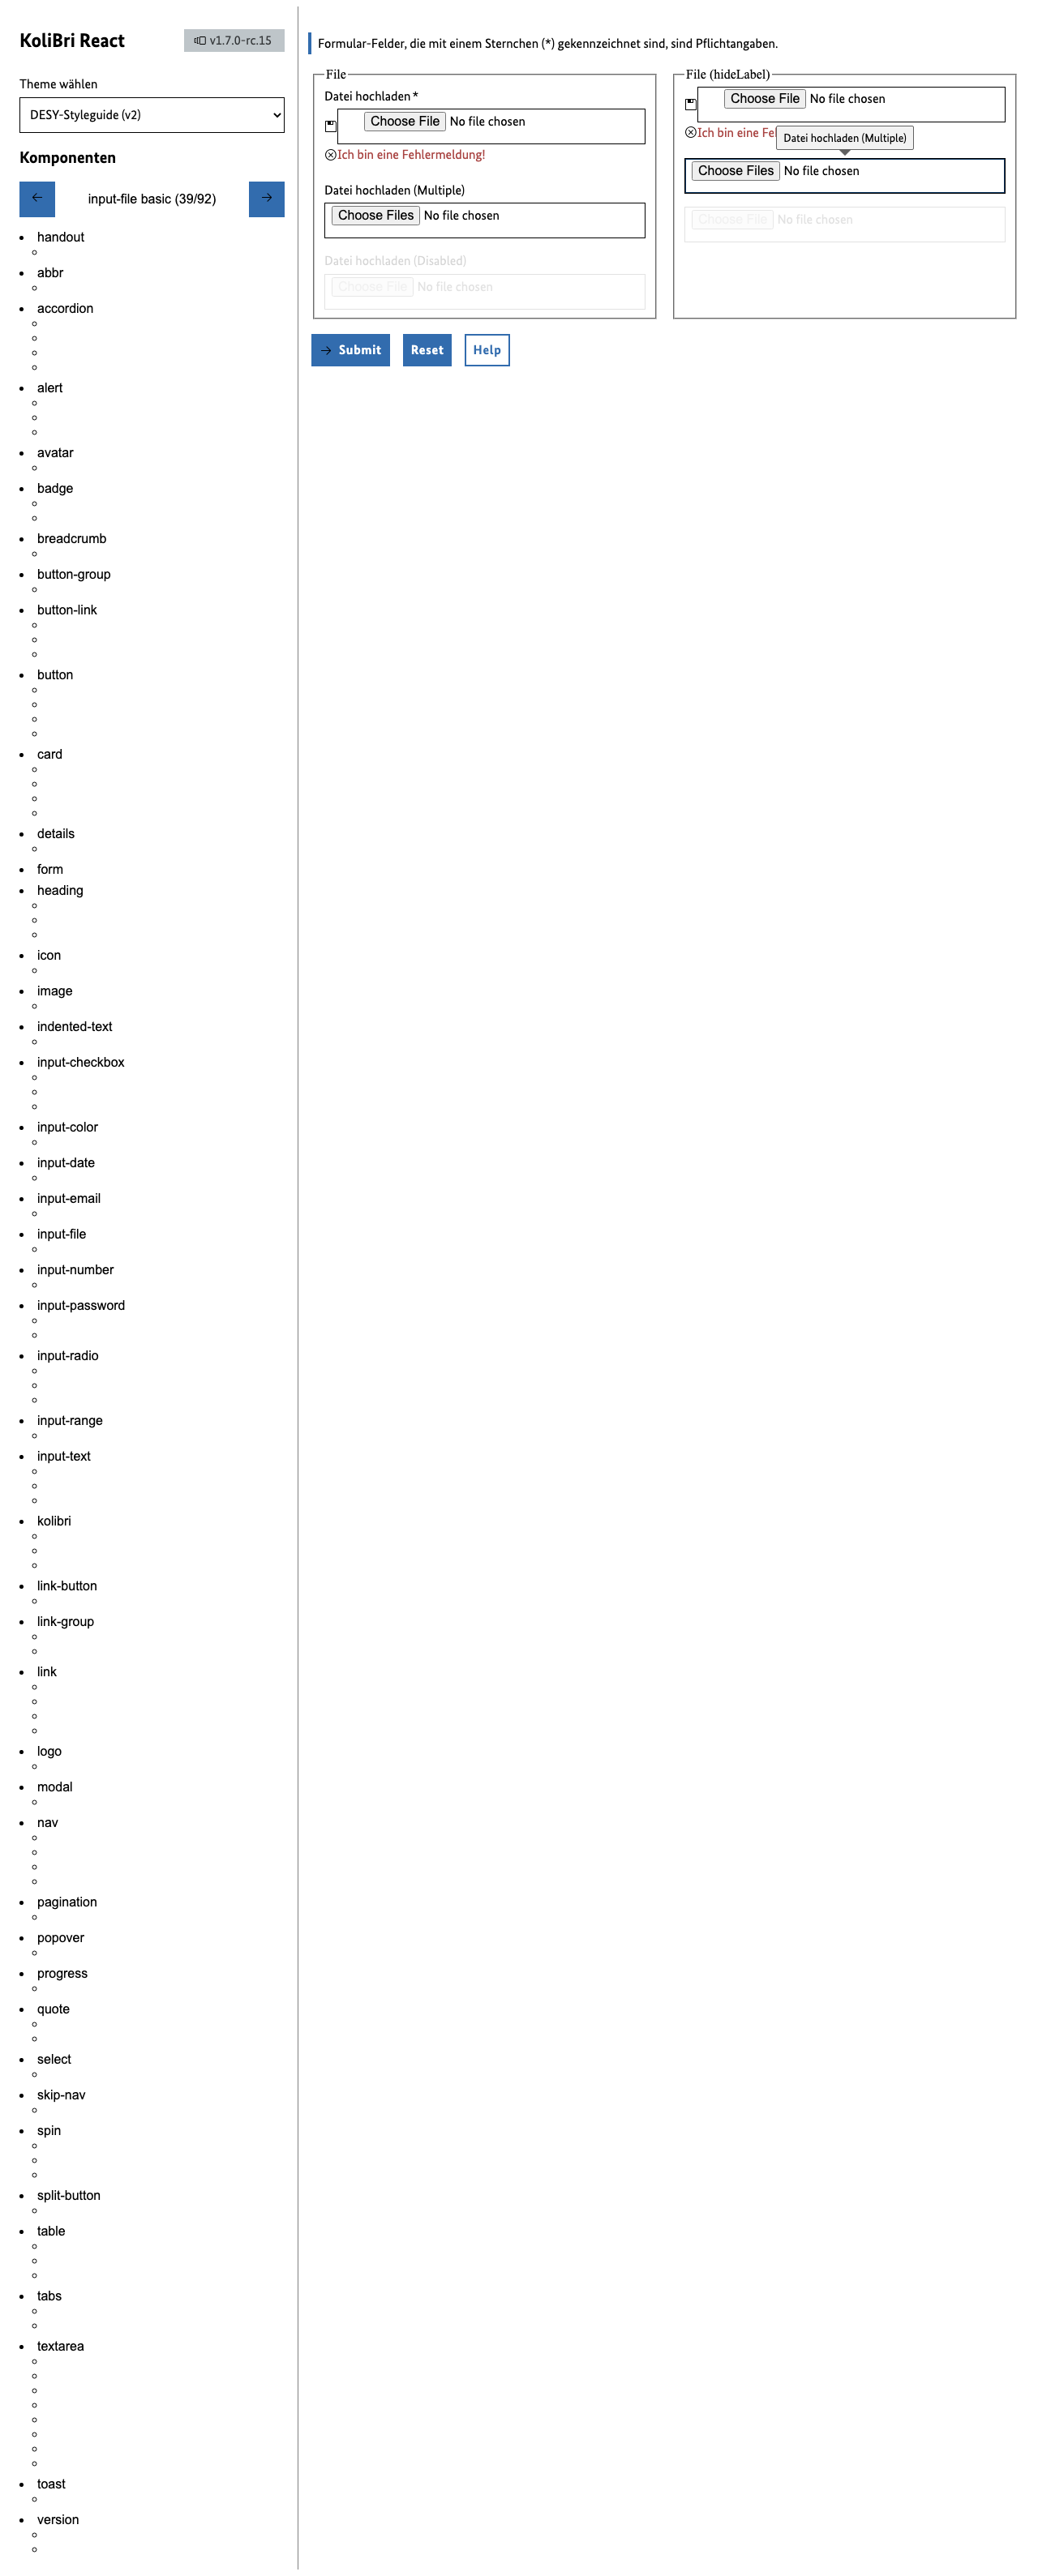 KoliBri React
v1.7.0-rc.15
Theme wählen
DESY-Styleguide (v2)
Komponenten
input-file basic (39/92)
handout
abbr
accordion
alert
avatar
badge
breadcrumb
button-group
button-link
button
card
details
form
heading
icon
image
indented-text
input-checkbox
input-color
input-date
input-email
input-file
input-number
input-password
input-radio
input-range
input-text
kolibri
link-button
link-group
link
logo
modal
nav
pagination
popover
progress
quote
select
skip-nav
spin
split-button
table
tabs
textarea
toast
version
Formular-Felder, die mit einem Sternchen (*) gekennzeichnet sind, sind Pflichtangaben.
File
Datei hochladen *
Choose File No file chosen
Ich bin eine Fehlermeldung!
Datei hochladen (Multiple)
Choose Files No file chosen
Datei hochladen (Disabled)
Choose File No file chosen
File (hideLabel)
Choose File No file chosen
Ich bin eine Fe
Datei hochladen (Multiple)
Choose Files No file chosen
Choose File No file chosen
Submit
Reset
Help